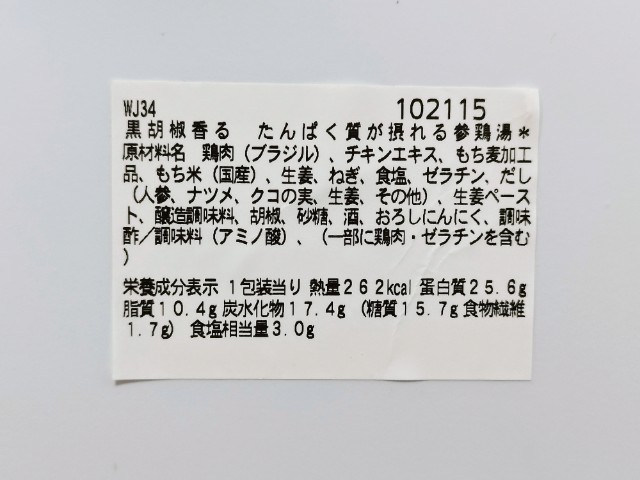 WJ34 102115
黒胡椒香る たんぱく質が摂れる参鶏湯*
原材料名 鶏肉(ブラジル)、チキンエキス、もち麦加工
品、もち米(国産)、生姜、ねぎ、食塩、ゼラチン、だし
(人参、ナツメ、クコの実、生姜、その他)、生姜ペース
ト、醸造調味料、胡椒、砂糖、酒、おろしにんにく、調味
酢/調味料(アミノ酸)、(一部に鶏肉・ゼラチンを含む
)
栄養成分表示 1包装当り 熱量262kcal 蛋白質25.6g
脂質10.4g 炭水化物17.4g (糖質15.7g 食物繊維
1.7g) 食塩相当量3.0g